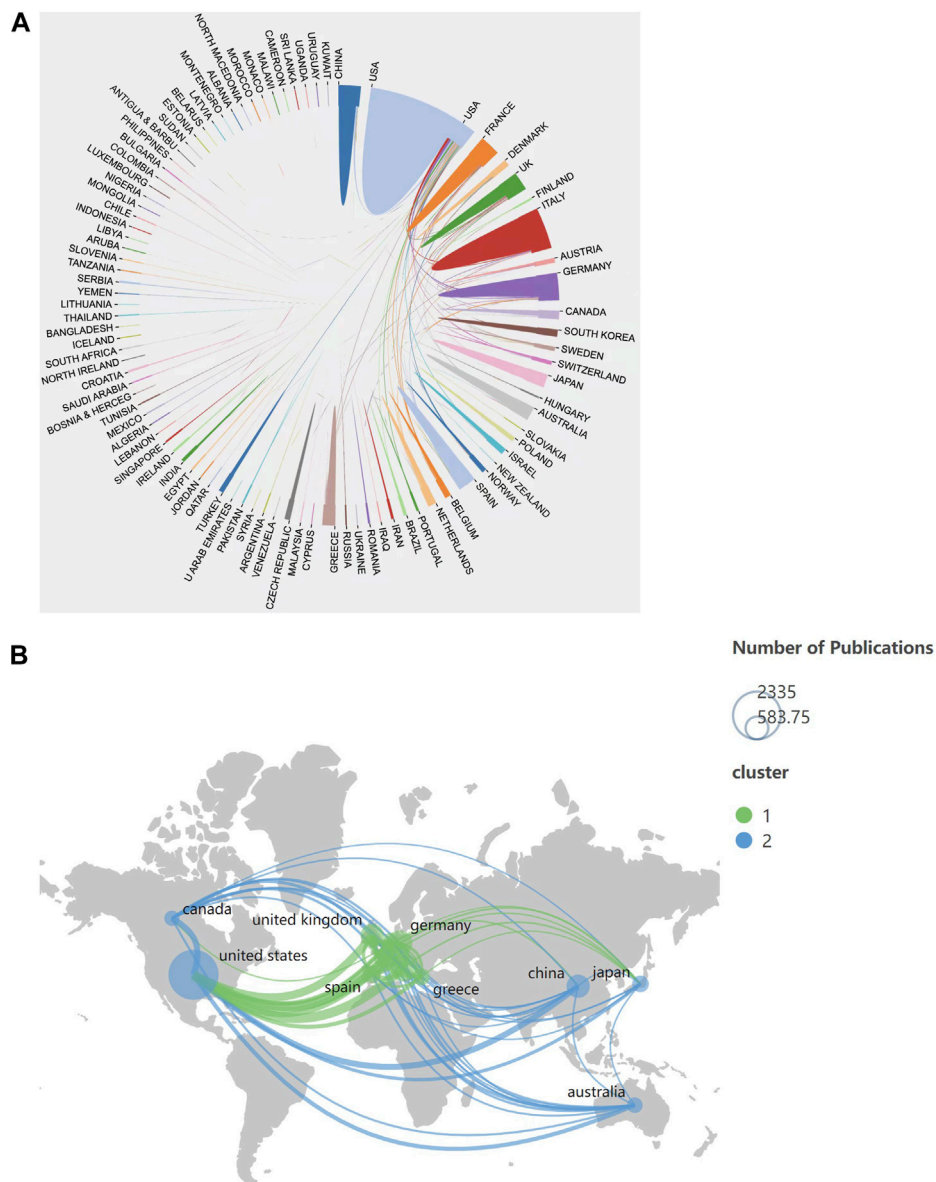 A
CHINA
USA
USA
FRANCE
DENMARK
UK
FINLAND
ITALY
AUSTRIA
GERMANY
CANADA
SOUTH KOREA
SWEDEN
SWITZERLAND
JAPAN
HUNGARY
AUSTRALIA
SLOVAKIA
POLAND
ISRAEL
NEW ZEALAND
NORWAY
SPAIN
BELGIUM
NETHERLANDS
PORTUGAL
BRAZIL
IRAN
IRAQ
ROMANIA
UKRAINE
RUSSIA
GREECE
CYPRUS
MALAYSIA
CZECH REPUBLIC
VENEZUELA
ARGENTINA
SYRIA
PAKISTAN
U ARAB EMIRATES
TURKEY
QATAR
JORDAN
EGYPT
INDIA
IRELAND
SINGAPORE
LEBANON
ALGERIA
MEXICO
TUNISIA
BOSNIA & HERCEG
SAUDI ARABIA
CROATIA
NORTH IRELAND
SOUTH AFRICA
ICELAND
BANGLADESH
THAILAND
LITHUANIA
YEMEN
SERBIA
TANZANIA
SLOVENIA
ARUBA
LIBYA
INDONESIA
CHILE
MONGOLIA
NIGERIA
LUXEMBOURG
COLOMBIA
BULGARIA
PHILIPPINES
ANTIGUA & BARBU
SUDAN
ESTONIA
BELARUS
LATVIA
MONTENEGRO
ALBANIA
NORTH MACEDONIA
MOROCCO
MONACO
MALAWI
CAMEROON
SRI LANKA
UGANDA
URUGUAY
KUWAIT
B
Number of Publications
2335
583.75
cluster
1
2
canada
united kingdom
germany
united states
spain
greece
china
japan
australia